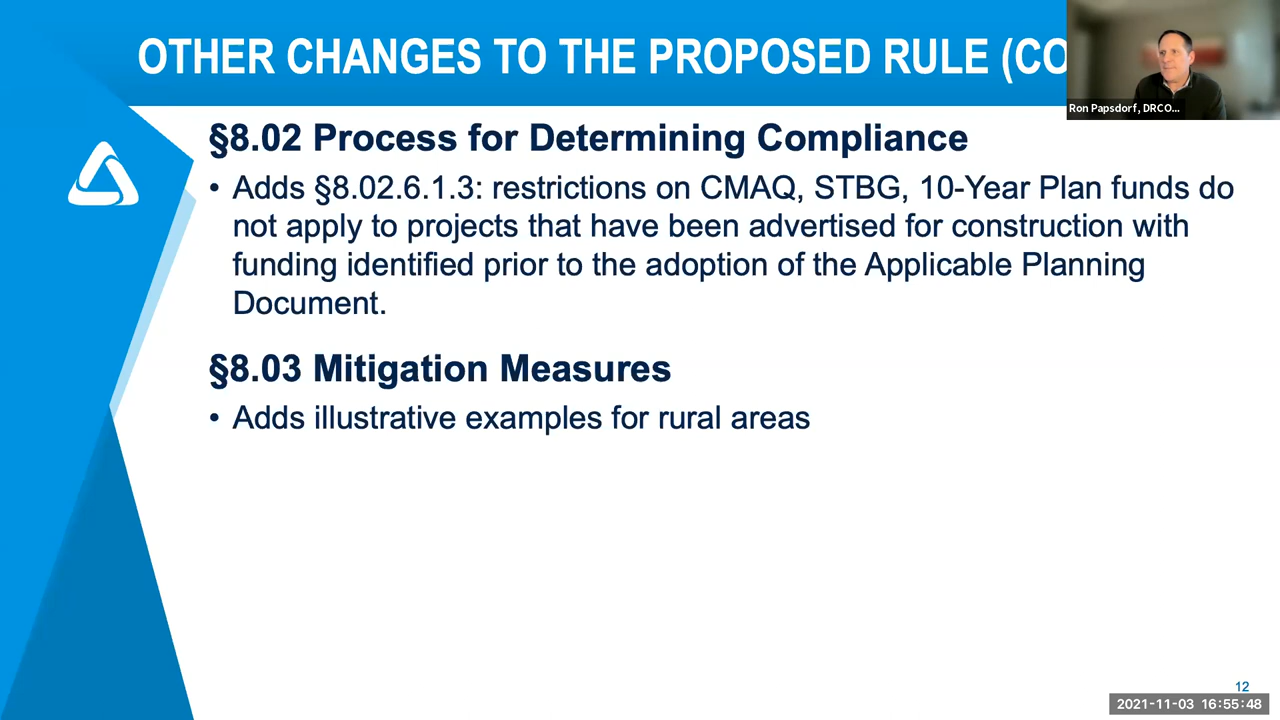 OTHER CHANGES TO THE PROPOSED RULE (CO
Ron Papsdorf, DRCO...
§8.02 Process for Determining Compliance
• Adds §8.02.6.1.3: restrictions on CMAQ, STBG, 10-Year Plan funds do
not apply to projects that have been advertised for construction with
funding identified prior to the adoption of the Applicable Planning
Document.
§8.03 Mitigation Measures
• Adds illustrative examples for rural areas
12
2021-11-03 16:55:48